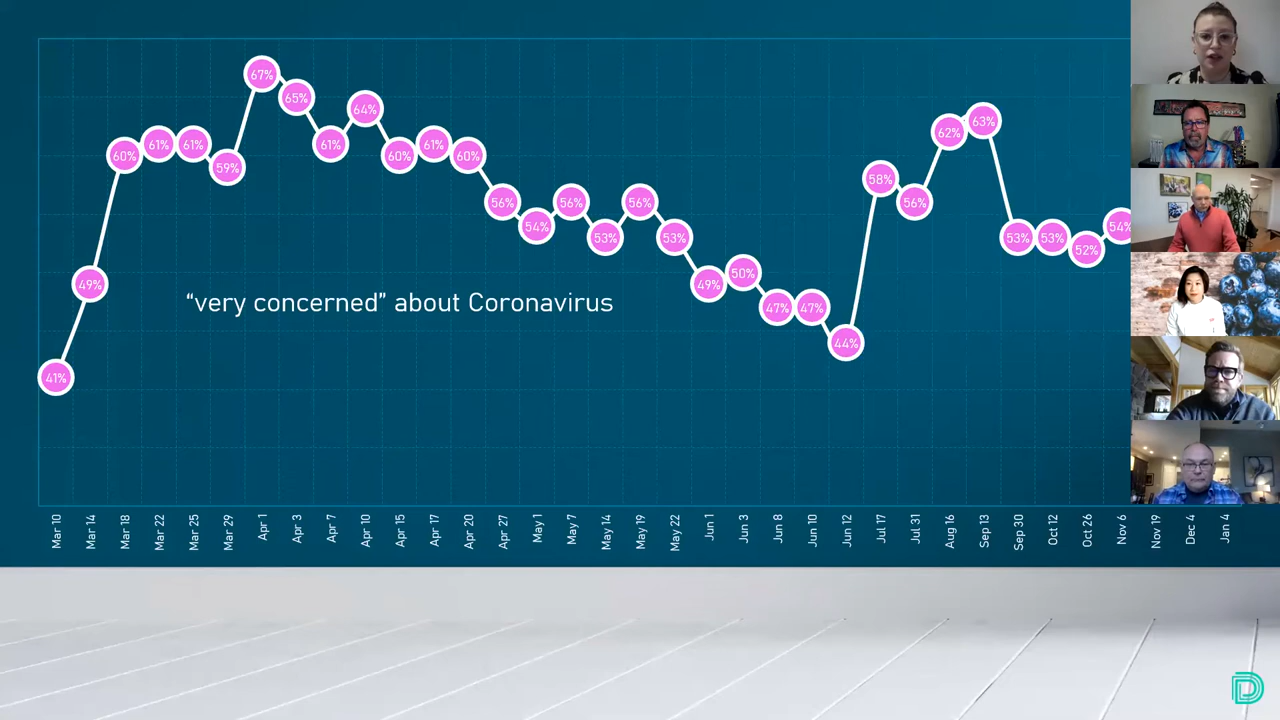 67%
65%
64%
61%
61%
60%
59%
61%
60%
61%
60%
56%
54%
56%
53%
56%
53%
49%
50%
47%
47%
44%
58%
56%
62%
63%
53%
53%
52%
54%
49%
41%
“very concerned” about Coronavirus
Mar 10
Mar 14
Mar 18
Mar 22
Mar 25
Mar 29
Apr 1
Apr 3
Apr 7
Apr 10
Apr 15
Apr 17
Apr 20
Apr 27
May 1
May 7
May 14
May 19
May 22
Jun 1
Jun 3
Jun 8
Jun 10
Jun 12
Jul 17
Jul 31
Aug 16
Sep 13
Sep 30
Oct 12
Oct 26
Nov 6
Nov 19
Dec 4
Jan 4